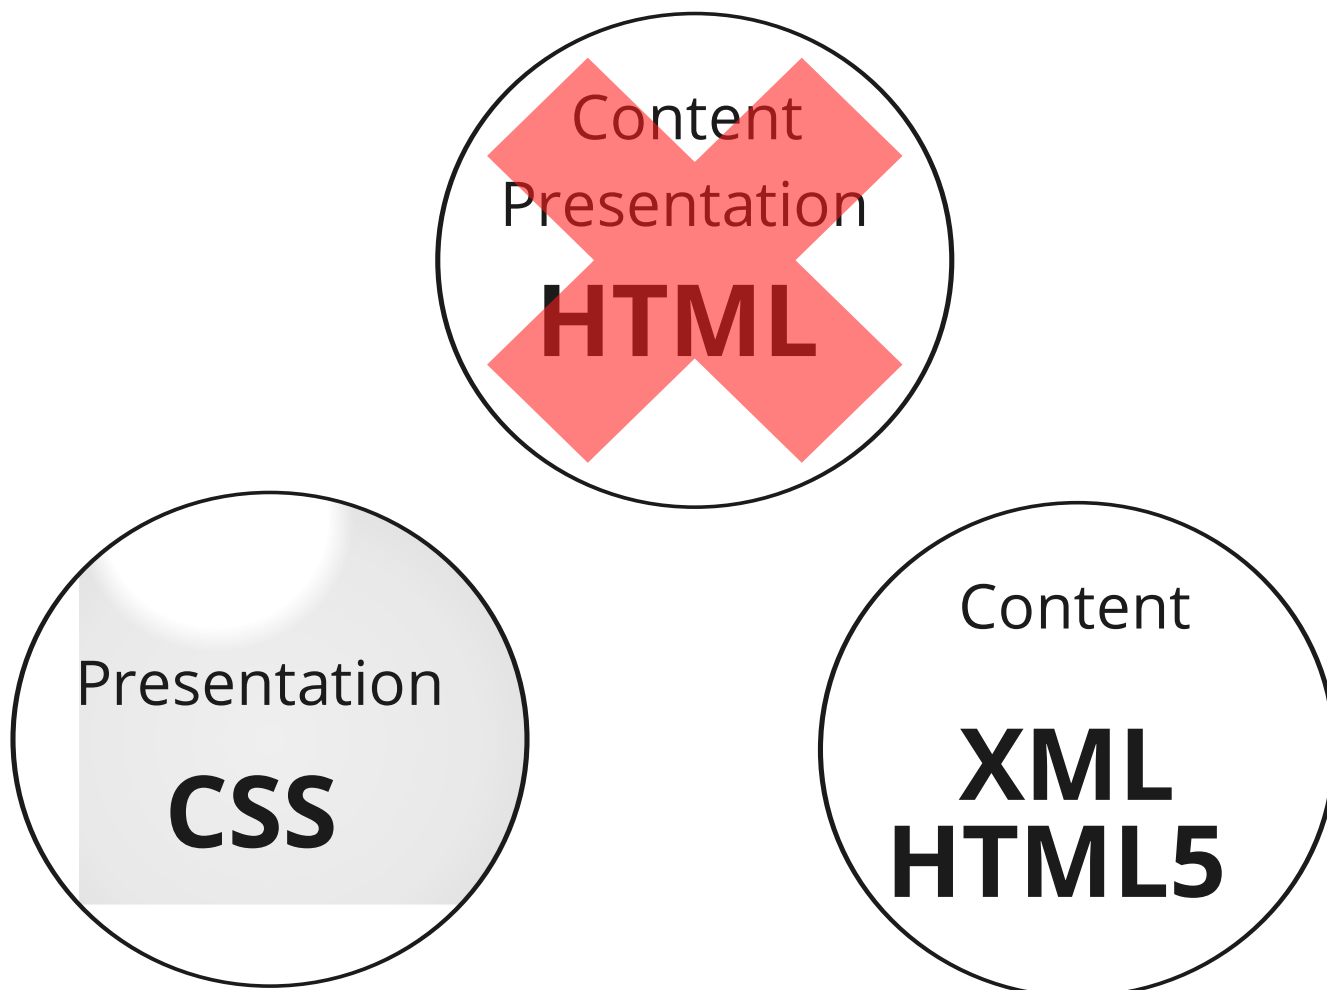 Content
Presentation
HTML
Presentation
CSS
Content
XML
HTML5